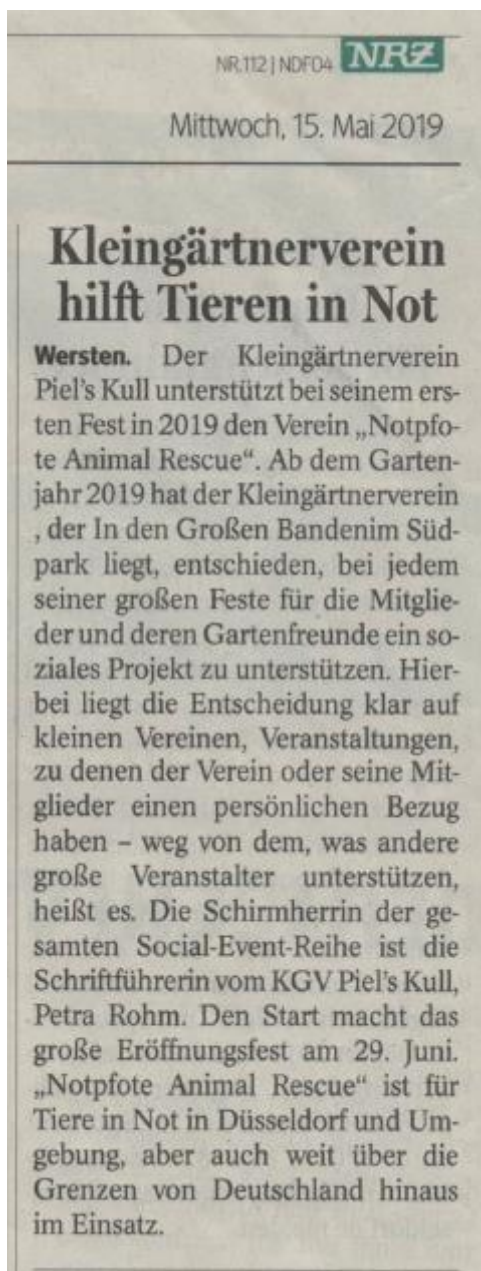 NR.112 | NDF04 NRZ
Mittwoch, 15. Mai 2019
Kleingärtnerverein
hilft Tieren in Not
Wersten. Der Kleingärtnerverein
Piel's Kull unterstützt bei seinem ers-
ten Fest in 2019 den Verein „Notpfo-
te Animal Rescue“. Ab dem Garten-
jahr 2019 hat der Kleingärtnerverein
, der In den Großen Bandenim Süd-
park liegt, entschieden, bei jedem
seiner großen Feste für die Mitglie-
der und deren Gartenfreunde ein so-
ziales Projekt zu unterstützen. Hier-
bei liegt die Entscheidung klar auf
kleinen Vereinen, Veranstaltungen,
zu denen der Verein oder seine Mit-
glieder einen persönlichen Bezug
haben – weg von dem, was andere
große Veranstalter unterstützen,
heißt es. Die Schirmherrin der ge-
samten Social-Event-Reihe ist die
Schriftführerin vom KGV Piel's Kull,
Petra Rohm. Den Start macht das
große Eröffnungsfest am 29. Juni.
„Notpfote Animal Rescue“ ist für
Tiere in Not in Düsseldorf und Um-
gebung, aber auch weit über die
Grenzen von Deutschland hinaus
im Einsatz.